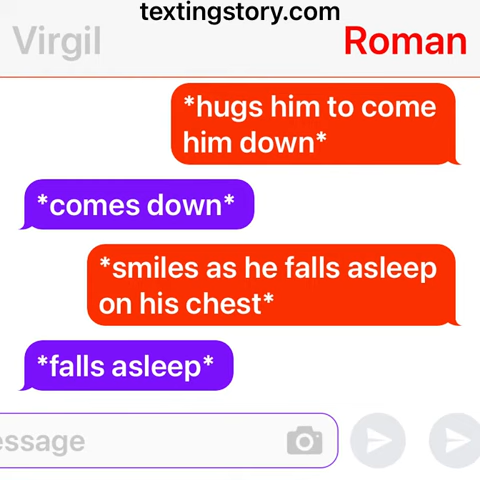 textingstory.com
Virgil
Roman
*hugs him to come
him down*
*comes down*
*smiles as he falls asleep
on his chest*
*falls asleep*
essage